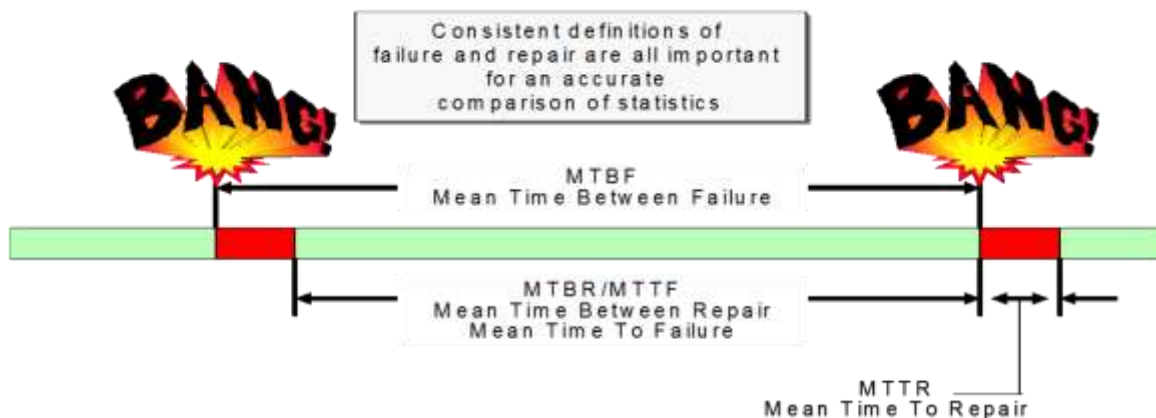 Consistent definitions of
failure and repair are all important
for an accurate
comparison of statistics
BANG!
BANG!
MTBF
Mean Time Between Failure
MTBR/MTTF
Mean Time Between Repair
Mean Time To Failure
MTTR
Mean Time To Repair